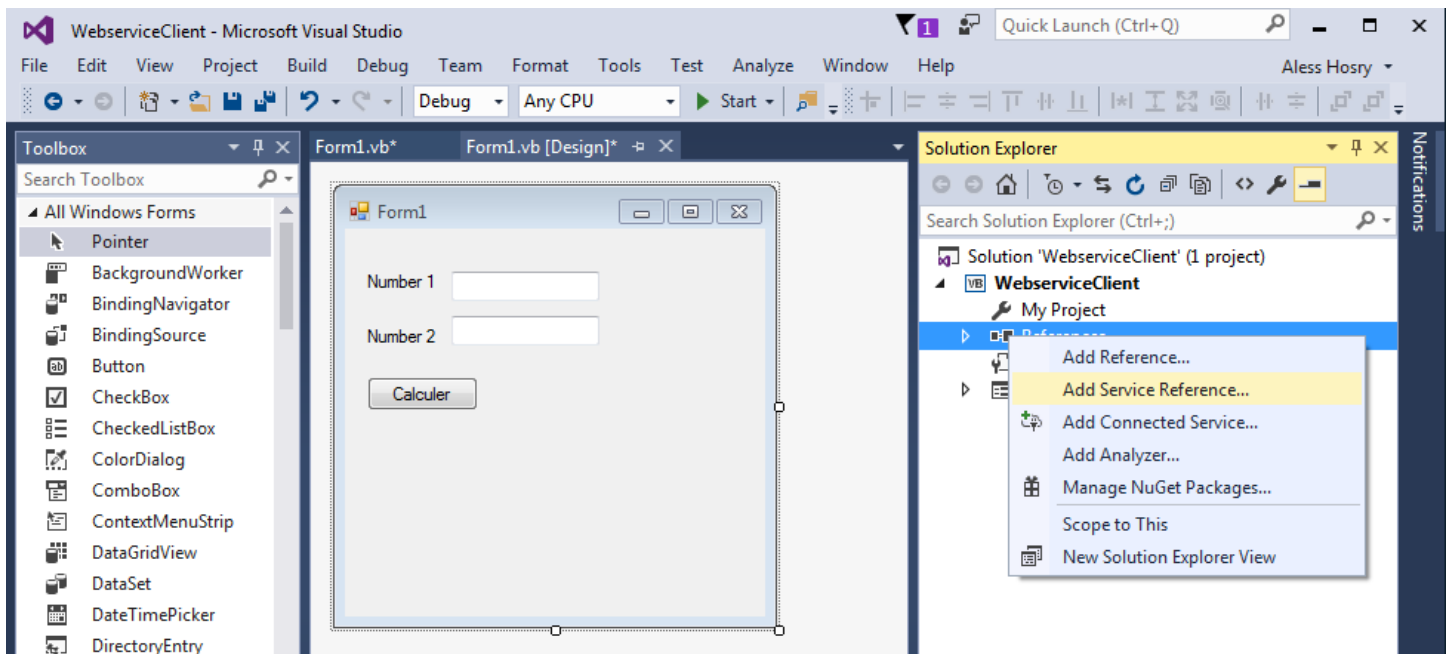 WebserviceClient - Microsoft Visual Studio
1
Quick Launch (Ctrl+Q)
File Edit View Project Build Debug Team Format Tools Test Analyze Window Help Aless Hosry
Debug Any CPU Start
Toolbox
Search Toolbox
All Windows Forms
Pointer
BackgroundWorker
BindingNavigator
BindingSource
Button
CheckBox
CheckedListBox
ColorDialog
ComboBox
ContextMenuStrip
DataGridView
DataSet
DateTimePicker
DirectoryEntry
Form1.vb* Form1.vb [Design]*
Form1
Number 1
Number 2
Calculer
Solution Explorer
Search Solution Explorer (Ctrl+;)
Solution 'WebserviceClient' (1 project)
VB WebserviceClient
My Project
Add Reference...
Add Service Reference...
Add Connected Service...
Add Analyzer...
Manage NuGet Packages...
Scope to This
New Solution Explorer View
Notifications